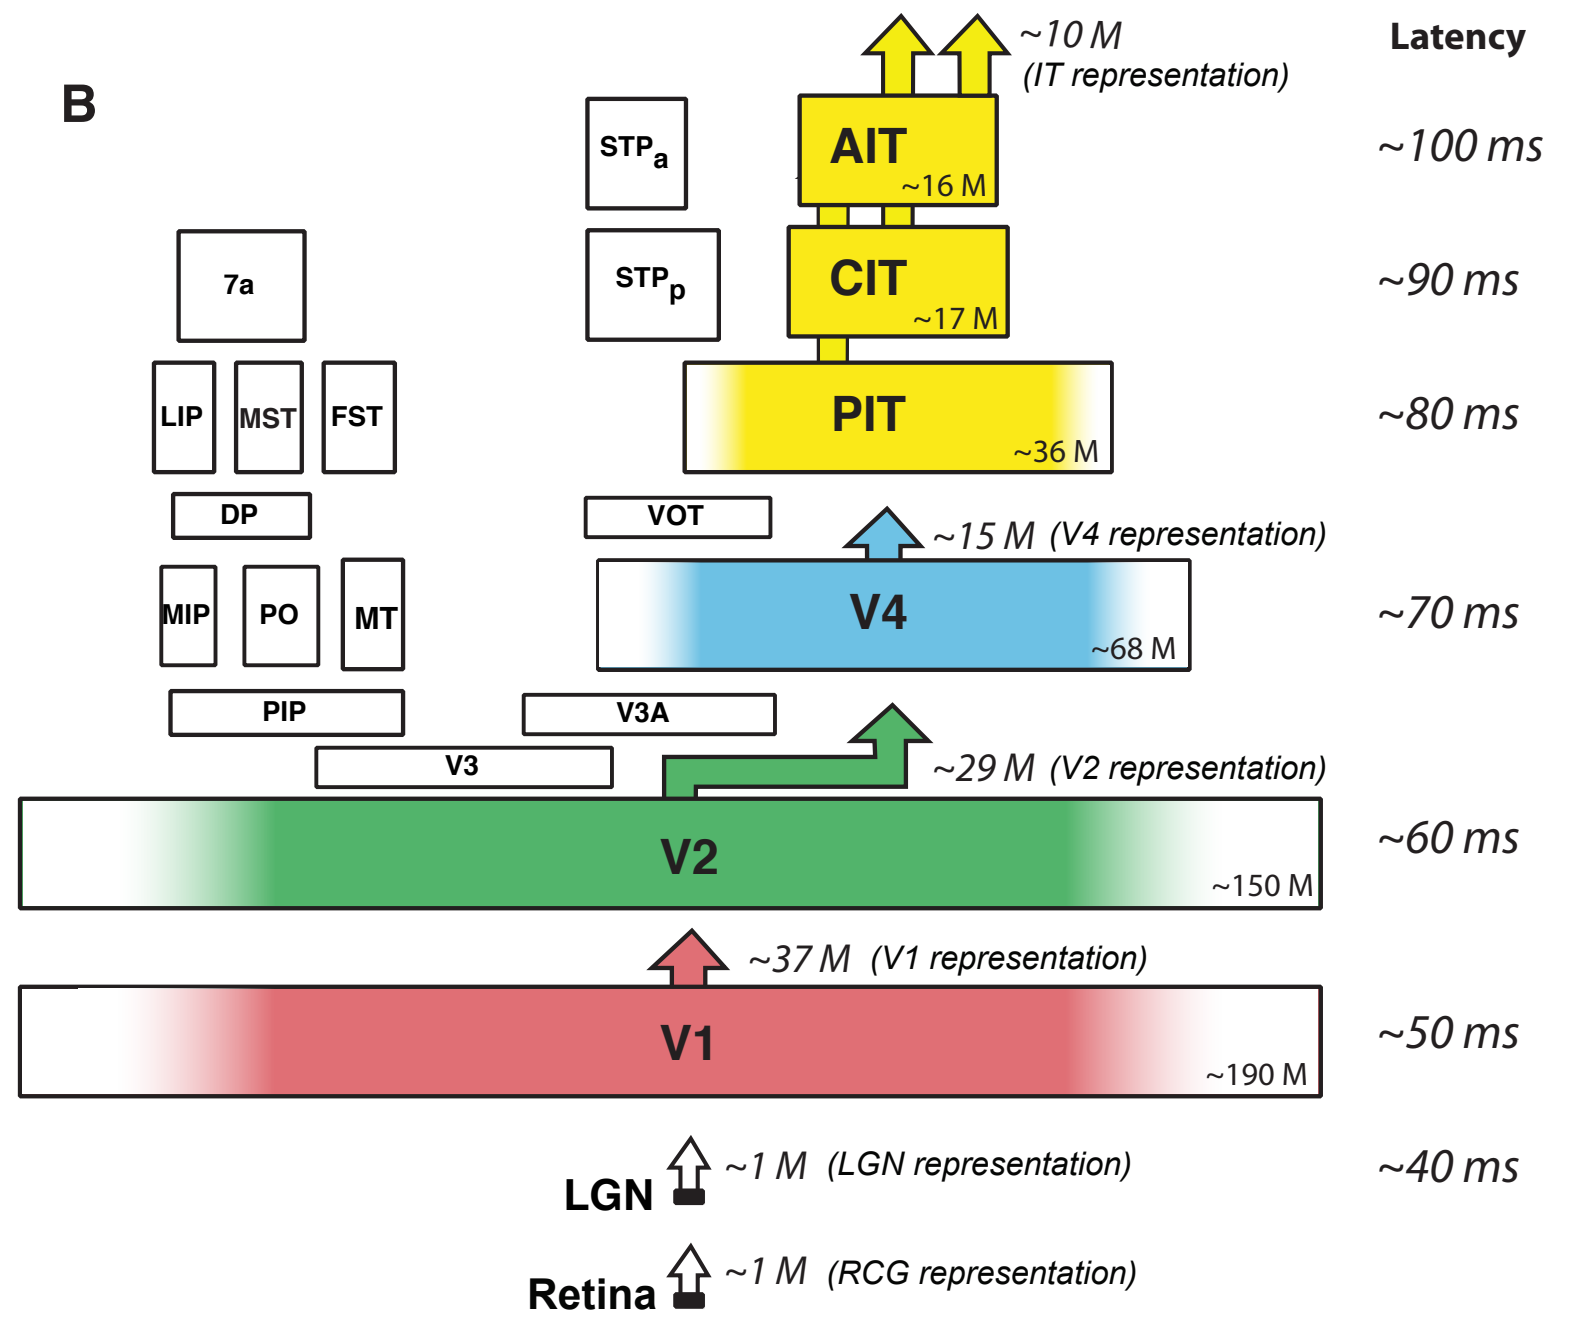 B
Latency
~10 M
(IT representation)
STPa
AIT
~16 M
~100 ms
7a
STPp
CIT
~17 M
~90 ms
LIP
MST
FST
PIT
~36 M
~80 ms
DP
VOT
~15 M (V4 representation)
MIP
PO
MT
V4
~68 M
~70 ms
PIP
V3A
V3
~29 M (V2 representation)
V2
~150 M
~60 ms
~37 M (V1 representation)
V1
~190 M
~50 ms
LGN
~1 M (LGN representation)
~40 ms
Retina
~1 M (RCG representation)